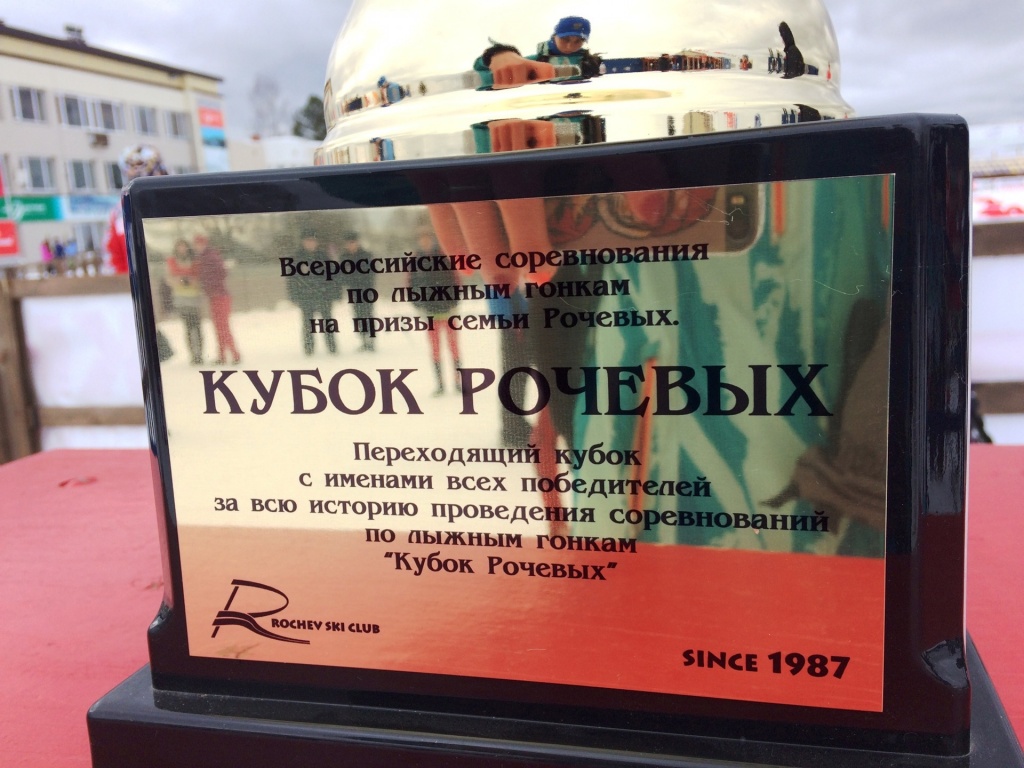 Всероссийские соревнования
по лыжным гонкам
на призы семьи Рочевых.
КУБОК РОЧЕВЫХ
Переходящий кубок
с именами всех победителей
за всю историю проведения соревнований
по лыжным гонкам
"Кубок Рочевых"
ROCHEV SKI CLUB
SINCE 1987